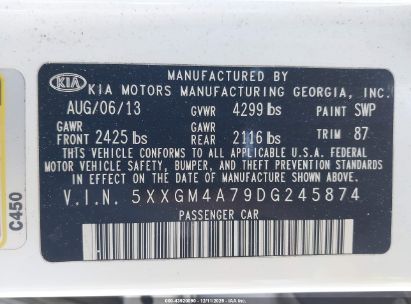 MANUFACTURED BY
KIA
KIA MOTORS MANUFACTURING GEORGIA, INC.
AUG/06/13 GVWR 4299 lbs PAINT SWP
GAWR FRONT 2425 lbs GAWR REAR 2116 lbs TRIM 87
THIS VEHICLE CONFORMS TO ALL APPLICABLE U.S.A. FEDERAL
MOTOR VEHICLE SAFETY, BUMPER, AND THEFT PREVENTION STANDARDS
IN EFFECT ON THE DATE OF MANUFACTURE SHOWN ABOVE.
V.I.N. 5XXGM4A79DG245874
PASSENGER CAR
C450